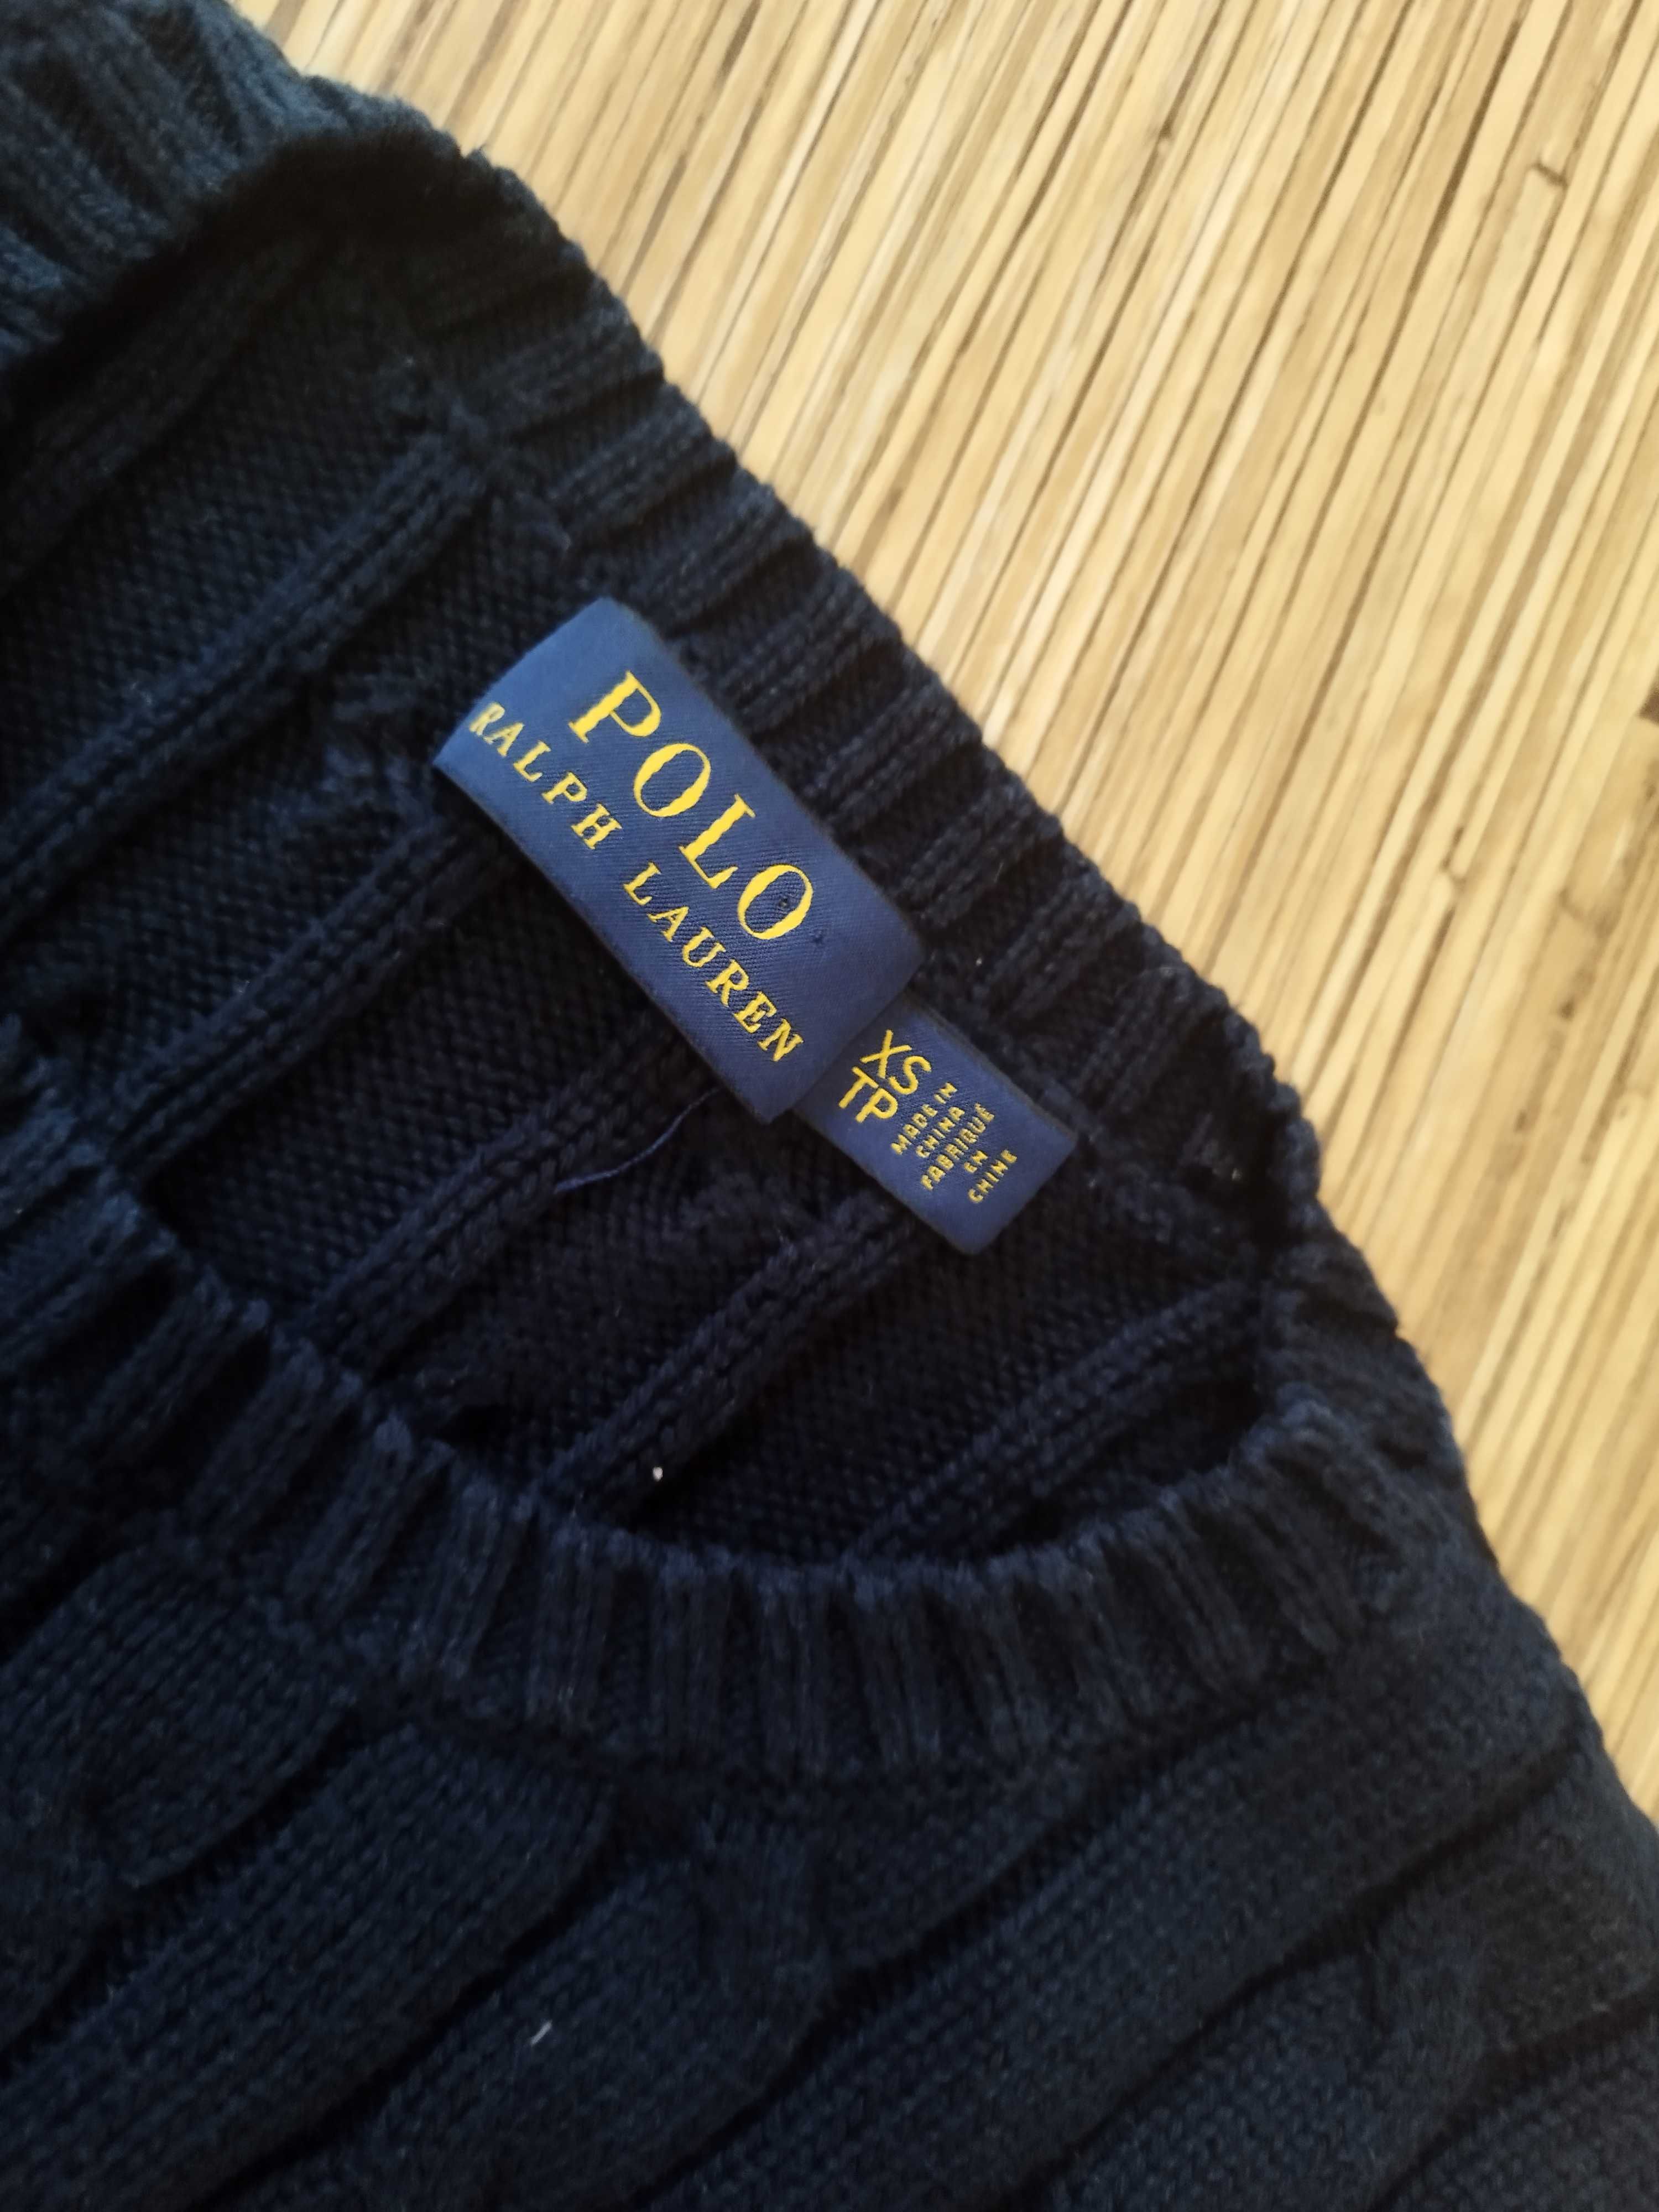 POLO
RALPH LAUREN
XS
TP
MADE IN
CHINA
FABRIQUÉ
EN
CHINE